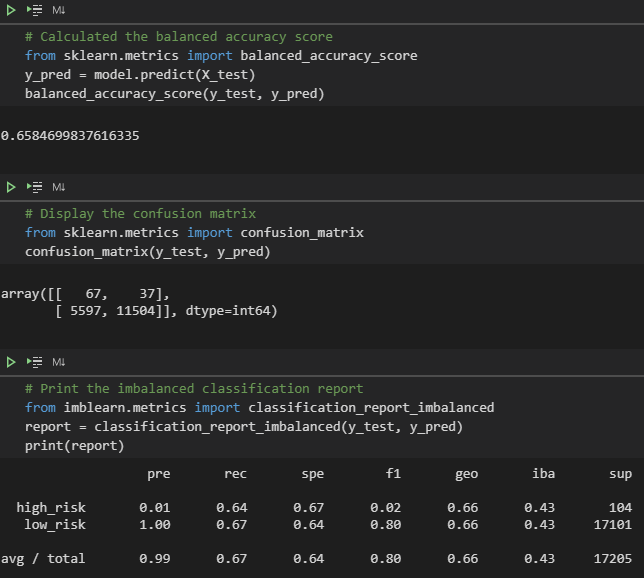 M↓
# Calculated the balanced accuracy score
from sklearn.metrics import balanced_accuracy_score
y_pred = model.predict(X_test)
balanced_accuracy_score(y_test, y_pred)
0.6584699837616335
M↓
# Display the confusion matrix
from sklearn.metrics import confusion_matrix
confusion_matrix(y_test, y_pred)
array([[   67,    37],
       [ 5597, 11504]], dtype=int64)
M↓
# Print the imbalanced classification report
from imblearn.metrics import classification_report_imbalanced
report = classification_report_imbalanced(y_test, y_pred)
print(report)
pre rec spe f1 geo iba sup
high_risk 0.01 0.64 0.67 0.02 0.66 0.43 104
low_risk 1.00 0.67 0.64 0.80 0.66 0.43 17101
avg / total 0.99 0.67 0.64 0.80 0.66 0.43 17205